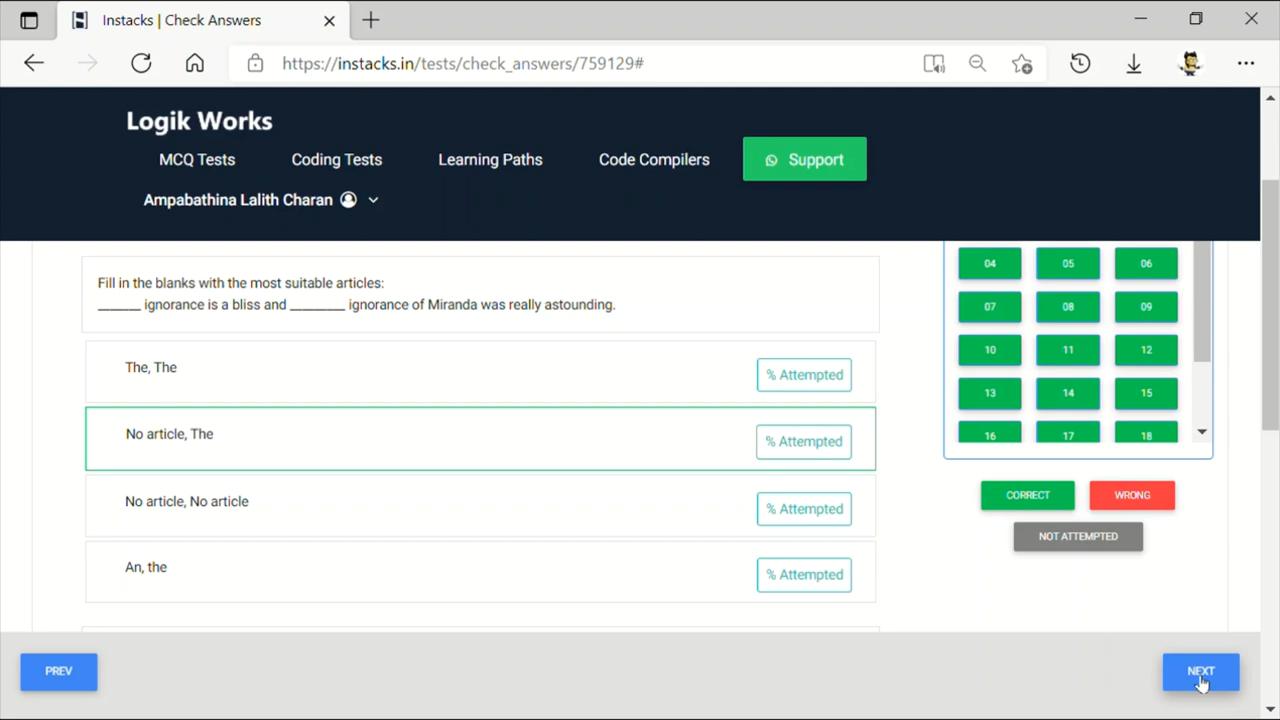 Instacks | Check Answers
https://instacks.in/tests/check_answers/759129#
Logik Works
MCQ Tests
Coding Tests
Learning Paths
Code Compilers
Support
Ampabathina Lalith Charan
Fill in the blanks with the most suitable articles:
_______ ignorance is a bliss and _________ ignorance of Miranda was really astounding.
The, The
% Attempted
No article, The
% Attempted
No article, No article
% Attempted
An, the
% Attempted
04 05 06
07 08 09
10 11 12
13 14 15
16 17 18
CORRECT WRONG
NOT ATTEMPTED
PREV
NEXT